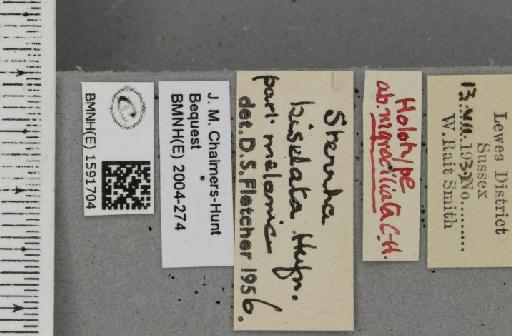 BMNH(E) 1591704
J. M. Chalmers-Hunt
Bequest
BMNH(E) 2004-274
Sterrha
biselata Hufn.
part. melanic
det. D.S. Fletcher 1956.
Holotype
ab. nigrociliata C-H.
Lewes District
Sussex
W. Rait Smith